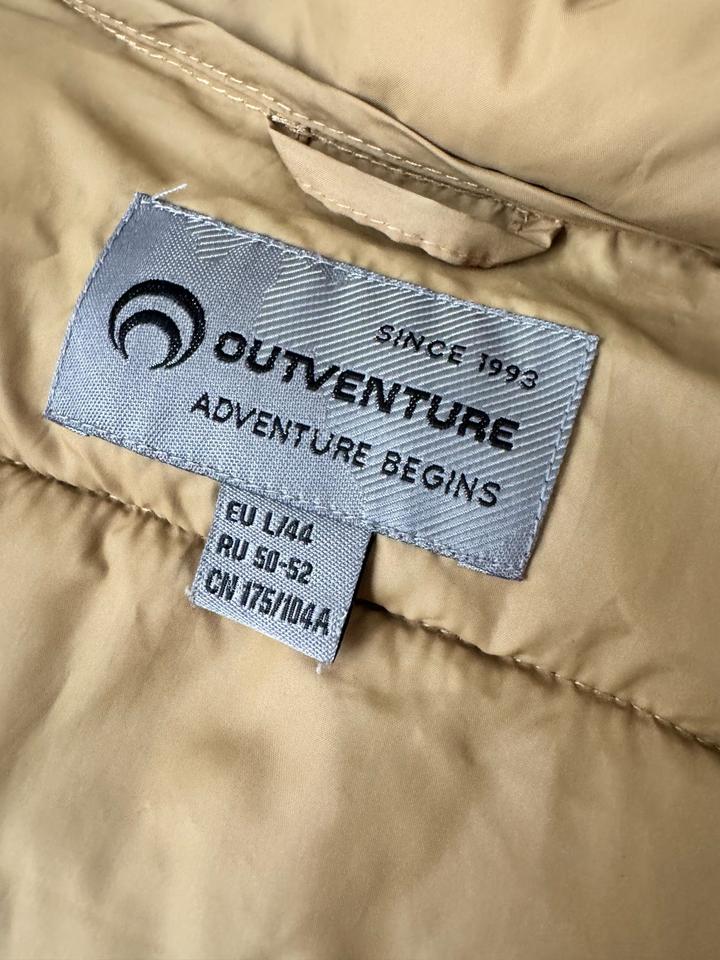 SINCE 1993
OUTVENTURE
ADVENTURE BEGINS
EU L/44
RU 50-52
CN 175/104A